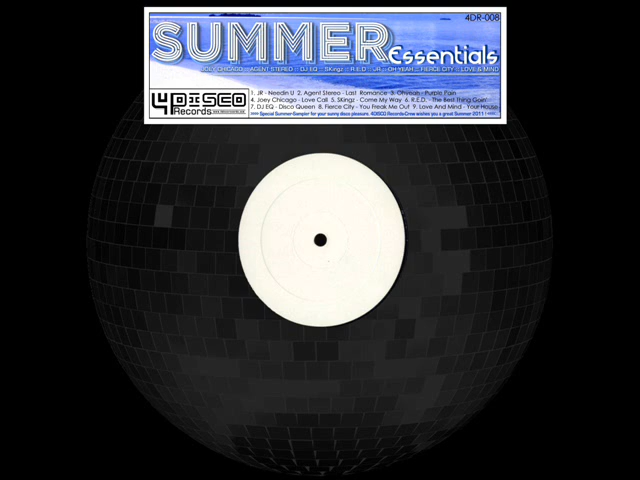 4DR-008
SUMMER Essentials
JOEY CHICAGO :: AGENT STEREO :: DJ EQ :: SKingz :: R.E.D. :: JR :: OH YEAH :: FIERCE CITY :: LOVE & MIND
4DISCO
Records
1. JR - Needin U 2. Agent Stereo - Last Romance 3. Ohyeah - Purple Pain
4. Joey Chicago - Love Call 5. SKingz - Come My Way 6. R.E.D. - The Best Thing Goin'
7. DJ EQ - Disco Queen 8. Fierce City - You Freak Me Out 9. Love And Mind - Your House
Special Summer-Sampler for your sunny disco pleasure. 4DISCO Records-Crew wishes you a great Summer 2011!